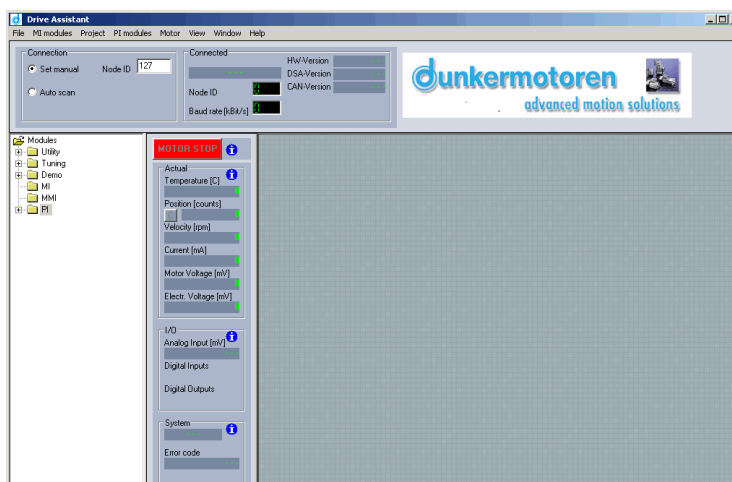 Drive Assistant
File MI modules Project PI modules Motor View Window Help
Connection
Set manual
Node ID
127
Auto scan
Connected
Node ID
Baud rate [kBit/s]
HW-Version
DSA-Version
CAN-Version
dunkermotoren
advanced motion solutions
Modules
Utility
Tuning
Demo
MI
MMI
PI
MOTOR STOP
Actual
Temperature [C]
Position [counts]
Velocity [rpm]
Current [mA]
Motor Voltage [mV]
Electr. Voltage [mV]
I/O
Analog Input [mV]
Digital Inputs
Digital Outputs
System
Error code